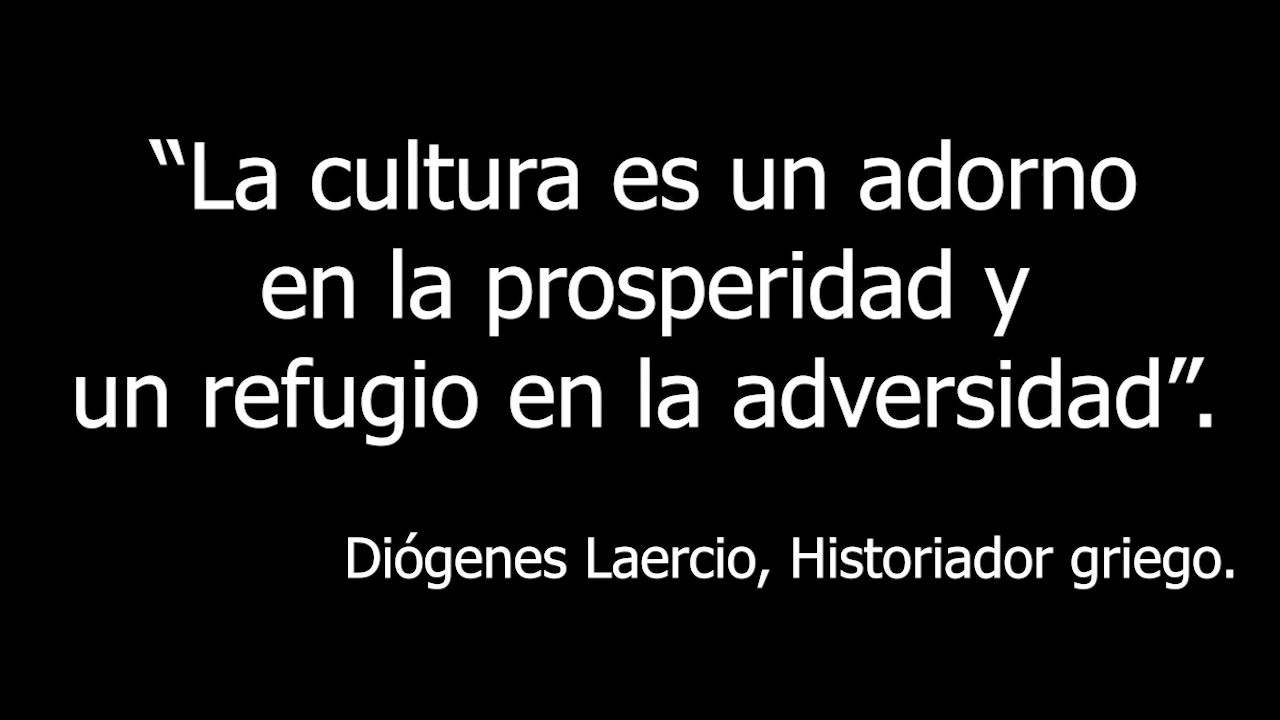 “La cultura es un adorno
en la prosperidad y
un refugio en la adversidad”.
Diógenes Laercio, Historiador griego.